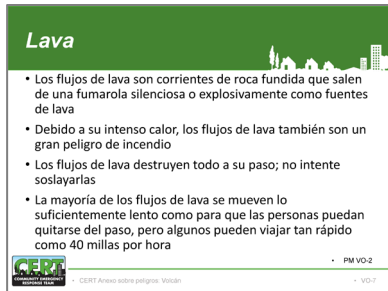 Lava
• Los flujos de lava son corrientes de roca fundida que salen
de una fumarola silenciosa o explosivamente como fuentes
de lava
• Debido a su intenso calor, los flujos de lava también son un
gran peligro de incendio
• Los flujos de lava destruyen todo a su paso; no intente
soslayarlas
• La mayoría de los flujos de lava se mueven lo
suficientemente lento como para que las personas puedan
quitarse del paso, pero algunos pueden viajar tan rápido
como 40 millas por hora
• PM VO-2
CERT
COMMUNITY EMERGENCY
RESPONSE TEAM
• CERT Anexo sobre peligros: Volcán
• VO-7